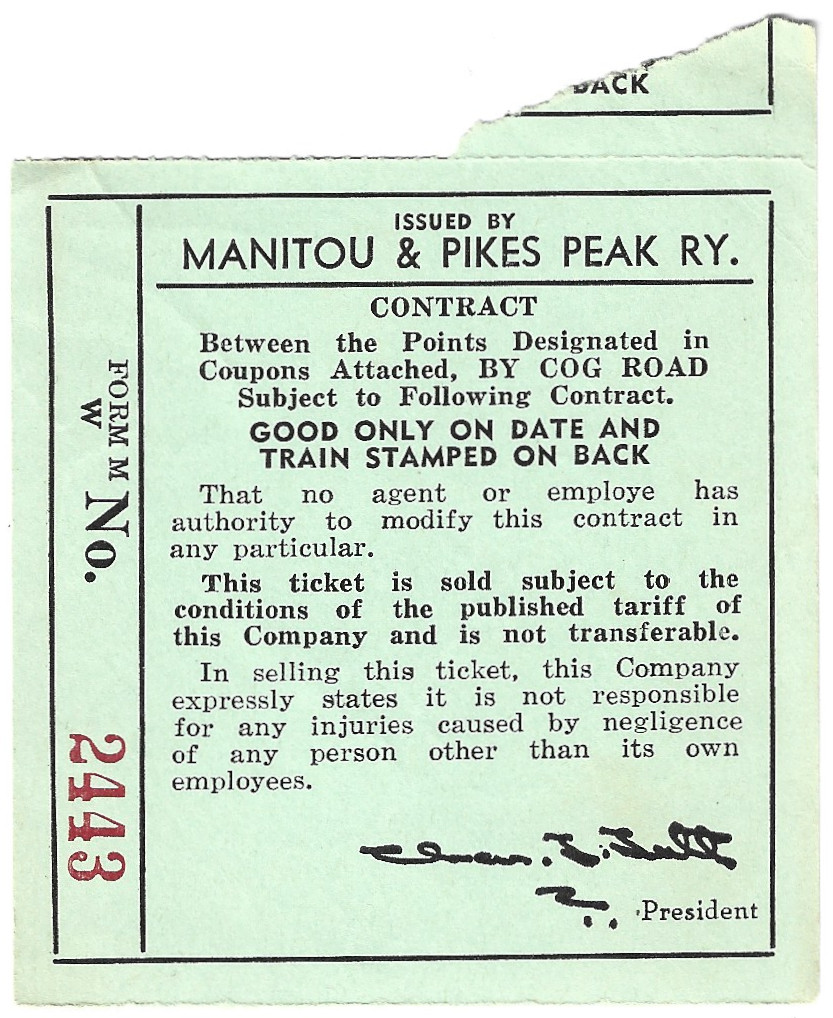 BACK
ISSUED BY
MANITOU & PIKES PEAK RY.
CONTRACT
Between the Points Designated in
Coupons Attached, BY COG ROAD
Subject to Following Contract.
GOOD ONLY ON DATE AND
TRAIN STAMPED ON BACK
That no agent or employe has
authority to modify this contract in
any particular.
This ticket is sold subject to the
conditions of the published tariff of
this Company and is not transferable.
In selling this ticket, this Company
expressly states it is not responsible
for any injuries caused by negligence
of any person other than its own
employees.
President
FORM M
W
No. 2443